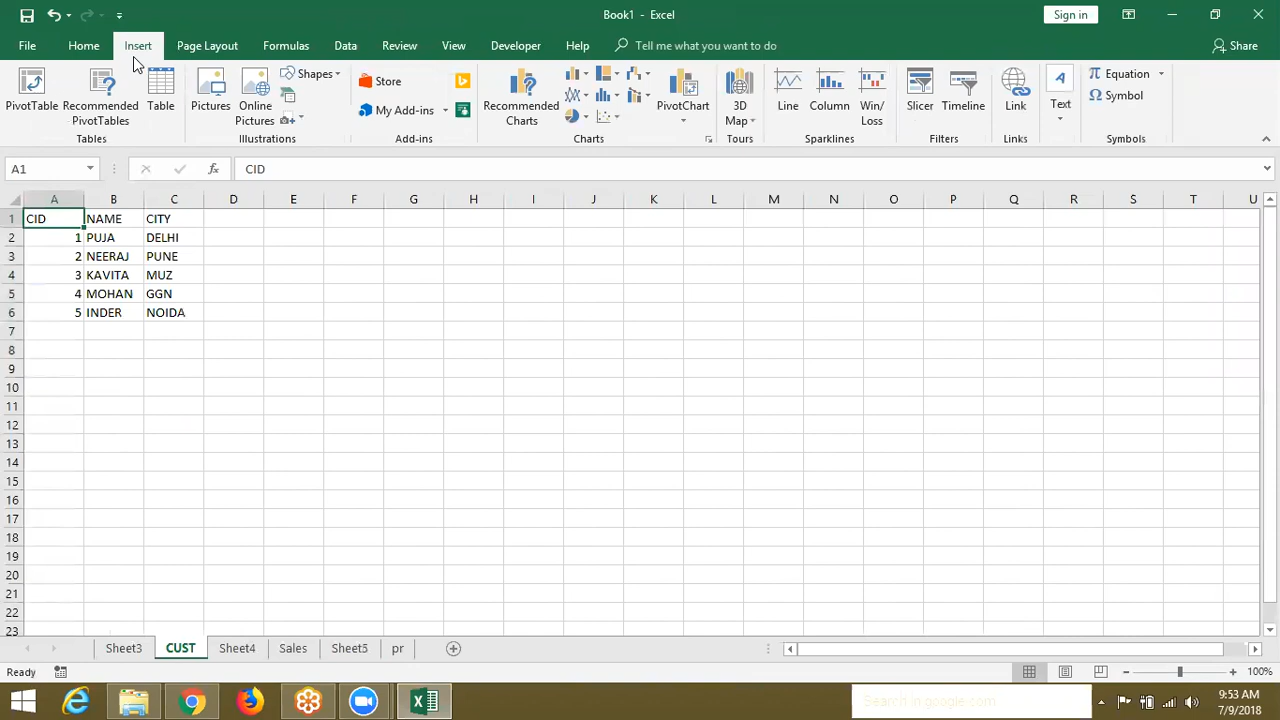 Book1 - Excel
Sign in
File Home Insert Page Layout Formulas Data Review View Developer Help Tell me what you want to do Share
PivotTable Recommended PivotTables Table Pictures Online Pictures Shapes Store My Add-ins Recommended Charts PivotChart 3D Map Line Column Win/Loss Slicer Timeline Link Text Equation Symbol
Tables Illustrations Add-ins Charts Tours Sparklines Filters Links Symbols
A1 fx CID
A B C D E F G H I J K L M N O P Q R S T U
1 CID NAME CITY
2 1 PUJA DELHI
3 2 NEERAJ PUNE
4 3 KAVITA MUZ
5 4 MOHAN GGN
6 5 INDER NOIDA
7
8
9
10
11
12
13
14
15
16
17
18
19
20
21
22
23
Sheet3 CUST Sheet4 Sales Sheet5 pr
Ready 100%
Search in google.com
9:53 AM
7/9/2018